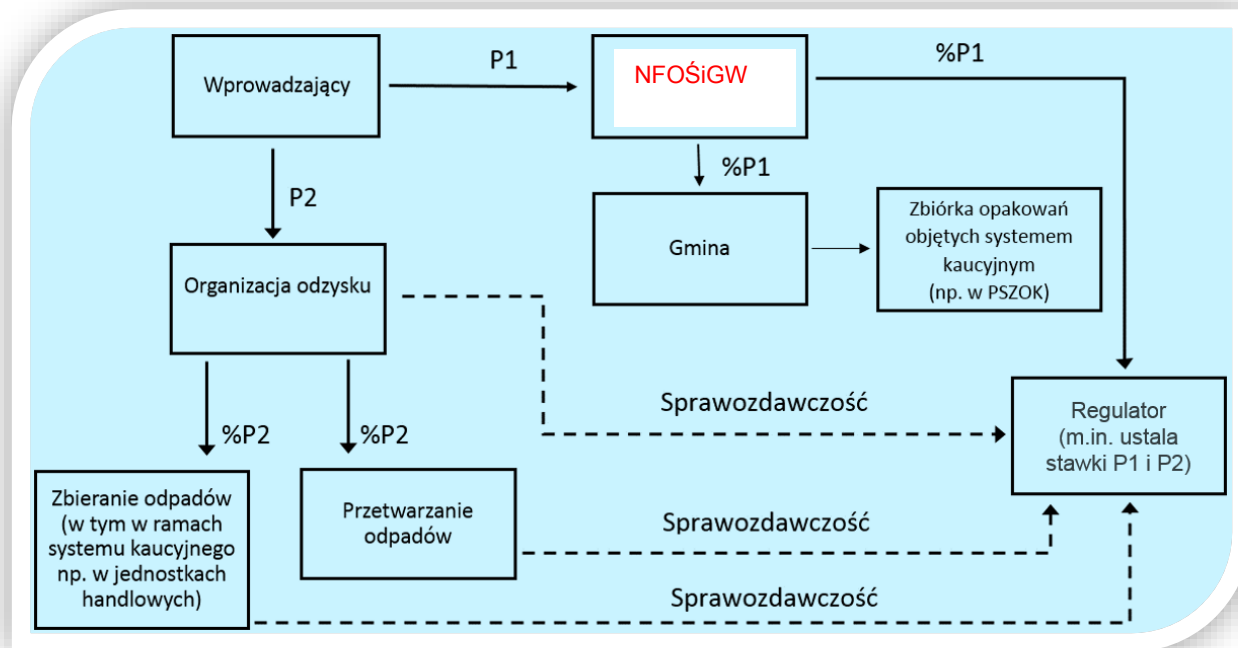 Wprowadzający
P1
NFOŚiGW
%P1
%P1
P2
Gmina
Zbiórka opakowań
objętych systemem
kaucyjnym
(np. w PSZOK)
Organizacja odzysku
Sprawozdawczość
Regulator
(m.in. ustala
stawki P1 i P2)
%P2
%P2
Zbieranie odpadów
(w tym w ramach
systemu kaucyjnego
np. w jednostkach
handlowych)
Przetwarzanie
odpadów
Sprawozdawczość
Sprawozdawczość